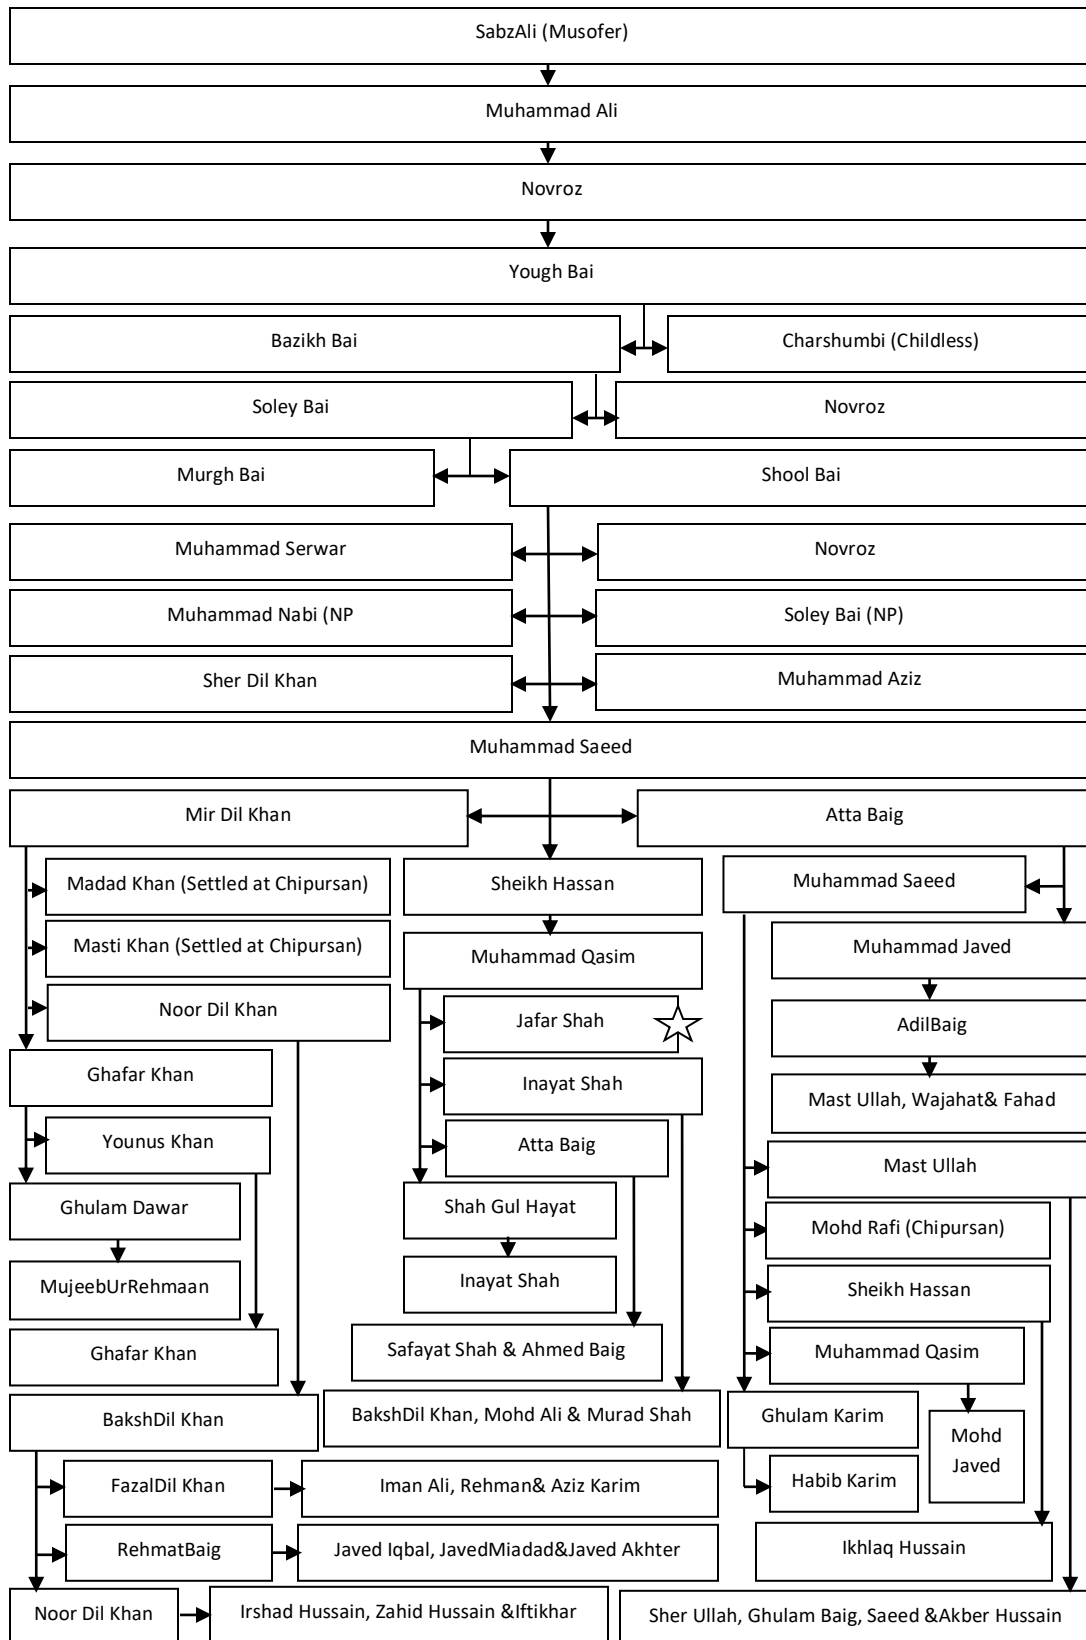 SabzAli (Musofer)
Muhammad Ali
Novroz
Yough Bai
Bazikh Bai
Charshumbi (Childless)
Soley Bai
Novroz
Murgh Bai
Shool Bai
Muhammad Serwar
Novroz
Muhammad Nabi (NP
Soley Bai (NP)
Sher Dil Khan
Muhammad Aziz
Muhammad Saeed
Mir Dil Khan
Atta Baig
Madad Khan (Settled at Chipursan)
Sheikh Hassan
Muhammad Saeed
Masti Khan (Settled at Chipursan)
Muhammad Qasim
Muhammad Javed
Noor Dil Khan
Jafar Shah
AdilBaig
Ghafar Khan
Inayat Shah
Mast Ullah, Wajahat& Fahad
Younus Khan
Atta Baig
Mast Ullah
Ghulam Dawar
Shah Gul Hayat
Mohd Rafi (Chipursan)
MujeebUrRehmaan
Inayat Shah
Sheikh Hassan
Ghafar Khan
Safayat Shah & Ahmed Baig
Muhammad Qasim
BakshDil Khan
BakshDil Khan, Mohd Ali & Murad Shah
Ghulam Karim
Mohd
Javed
FazalDil Khan
Iman Ali, Rehman& Aziz Karim
Habib Karim
RehmatBaig
Javed Iqbal, JavedMiadad&Javed Akhter
Ikhlaq Hussain
Noor Dil Khan
Irshad Hussain, Zahid Hussain &Iftikhar
Sher Ullah, Ghulam Baig, Saeed &Akber Hussain